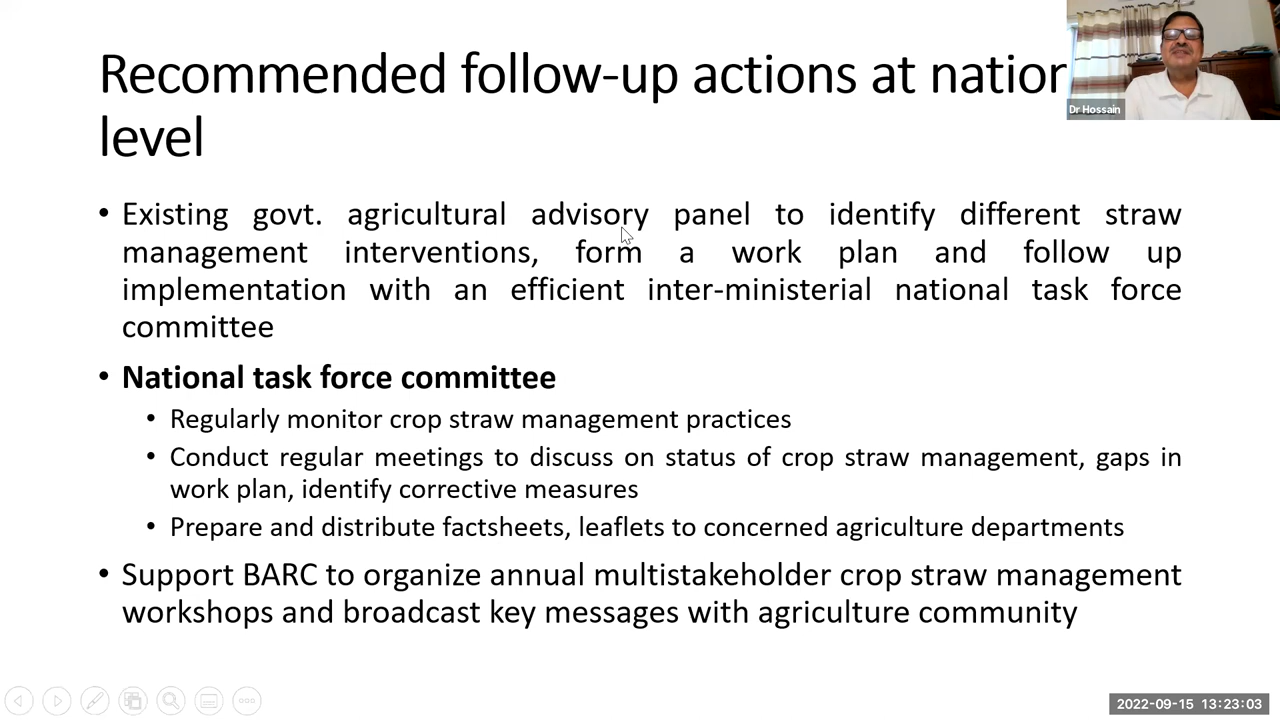 Recommended follow-up actions at nation
level
Dr Hossain
• Existing govt. agricultural advisory panel to identify different straw
management interventions, form a work plan and follow up
implementation with an efficient inter-ministerial national task force
committee
• National task force committee
• Regularly monitor crop straw management practices
• Conduct regular meetings to discuss on status of crop straw management, gaps in
work plan, identify corrective measures
• Prepare and distribute factsheets, leaflets to concerned agriculture departments
• Support BARC to organize annual multistakeholder crop straw management
workshops and broadcast key messages with agriculture community
2022-09-15 13:23:03